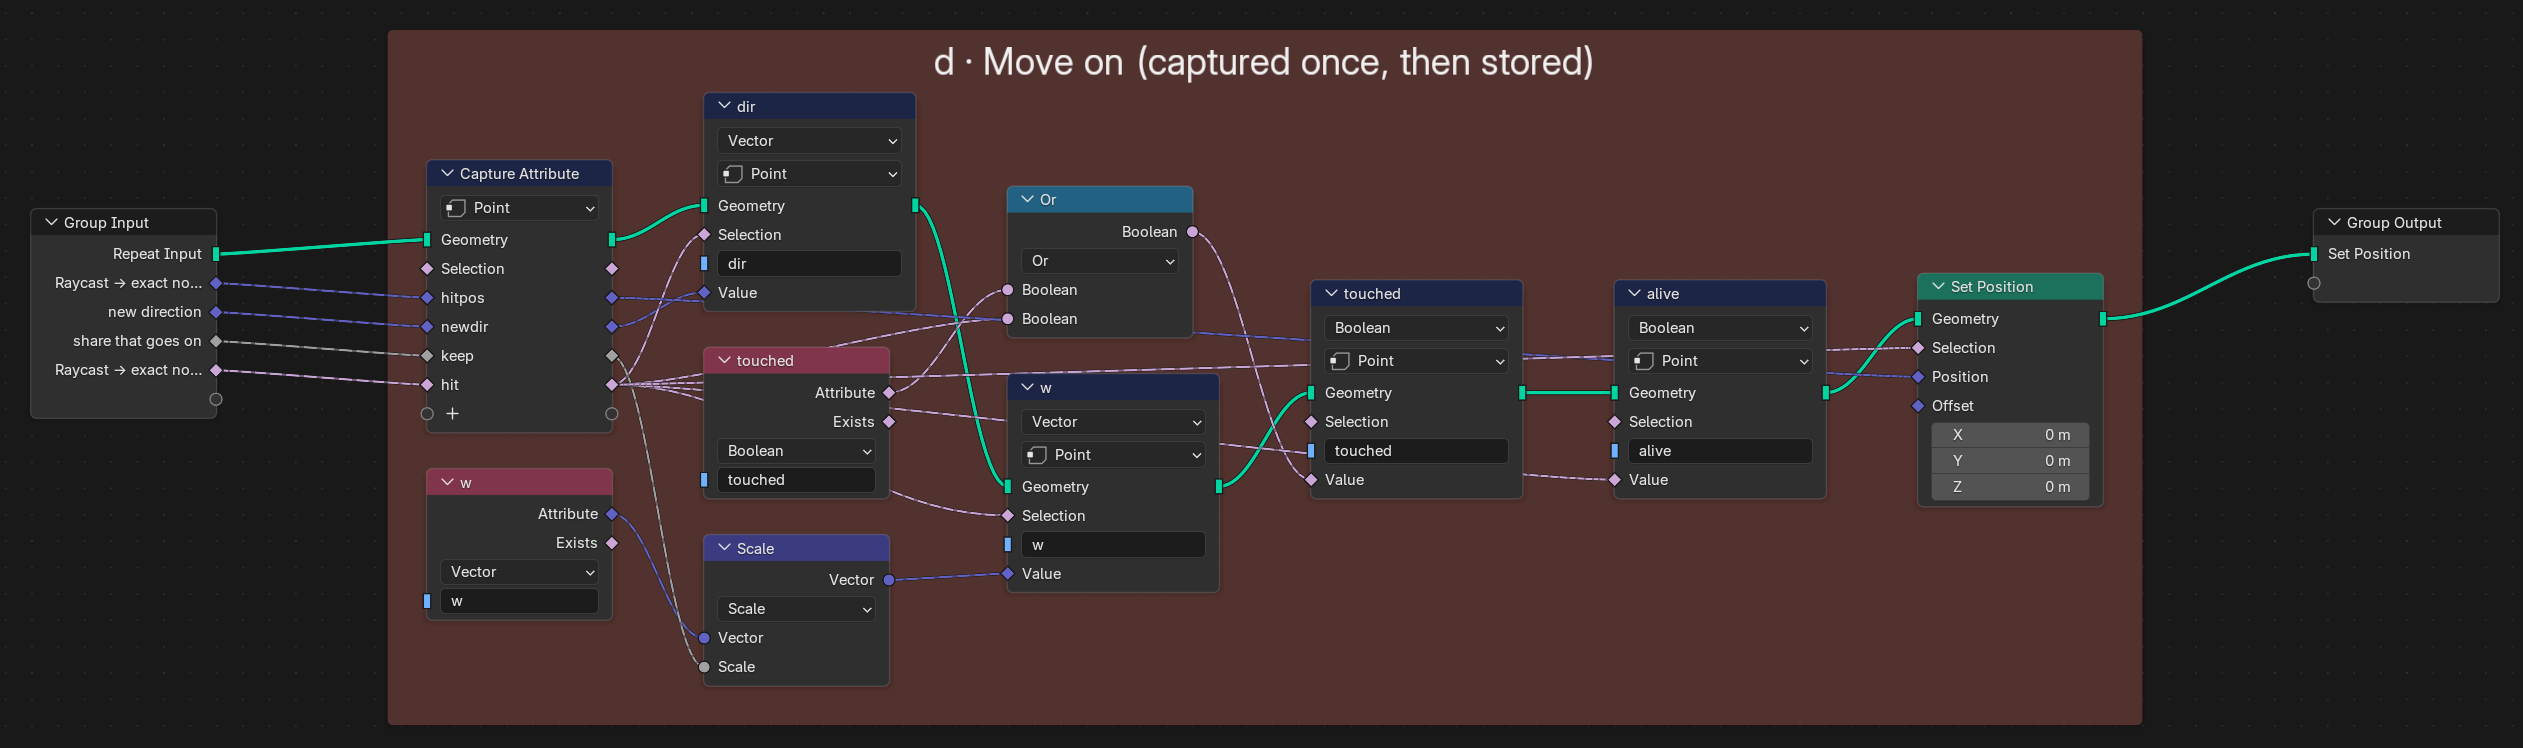 d · Move on (captured once, then stored)
Group Input
Repeat Input
Raycast → exact no...
new direction
share that goes on
Raycast → exact no...
Capture Attribute
Point
Geometry
Selection
hitpos
newdir
keep
hit
w
Attribute
Exists
Vector
w
dir
Vector
Point
Geometry
Selection
dir
Value
touched
Attribute
Exists
Boolean
touched
Scale
Vector
Scale
Vector
Scale
Or
Boolean
Or
Boolean
Boolean
w
Vector
Point
Geometry
Selection
w
Value
touched
Boolean
Point
Geometry
Selection
touched
Value
alive
Boolean
Point
Geometry
Selection
alive
Value
Set Position
Geometry
Selection
Position
Offset
X 0 m
Y 0 m
Z 0 m
Group Output
Set Position